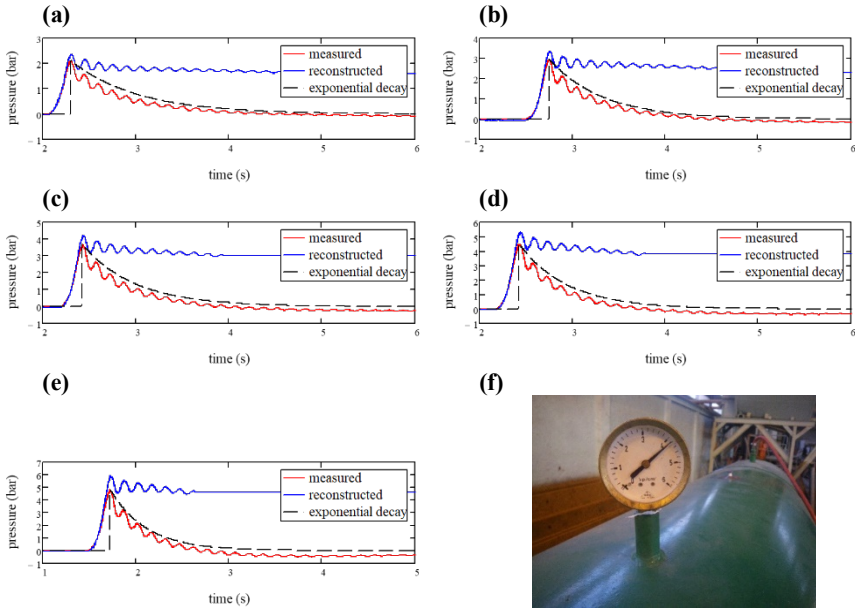 (a)
3
2
1
0
−1
pressure (bar)
measured
reconstructed
exponential decay
2 3 4 5 6
time (s)
(b)
4
3
2
1
0
−1
pressure (bar)
measured
reconstructed
exponential decay
2 3 4 5 6
time (s)
(c)
5
4
3
2
1
0
−1
pressure (bar)
measured
reconstructed
exponential decay
2 3 4 5 6
time (s)
(d)
6
5
4
3
2
1
0
−1
pressure (bar)
measured
reconstructed
exponential decay
2 3 4 5 6
time (s)
(e)
7
6
5
4
3
2
1
0
−1
pressure (bar)
measured
reconstructed
exponential decay
1 2 3 4 5
time (s)
(f)